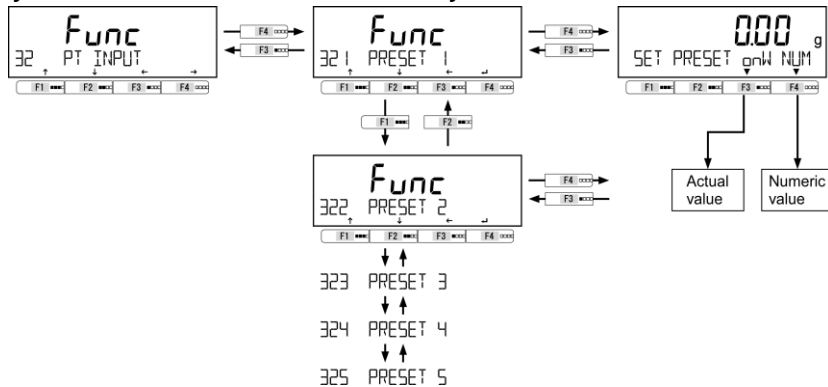 Func
32 PT INPUT
F1 F2 F3 F4
F4
F3
Func
321 PRESET 1
F1 F2 F3 F4
F4
F3
0.00 g
SET PRESET onW NUM
F1 F2 F3 F4
F1
F2
Func
322 PRESET 2
F1 F2 F3 F4
F4
F3
Actual
value
Numeric
value
323 PRESET 3
324 PRESET 4
325 PRESET 5